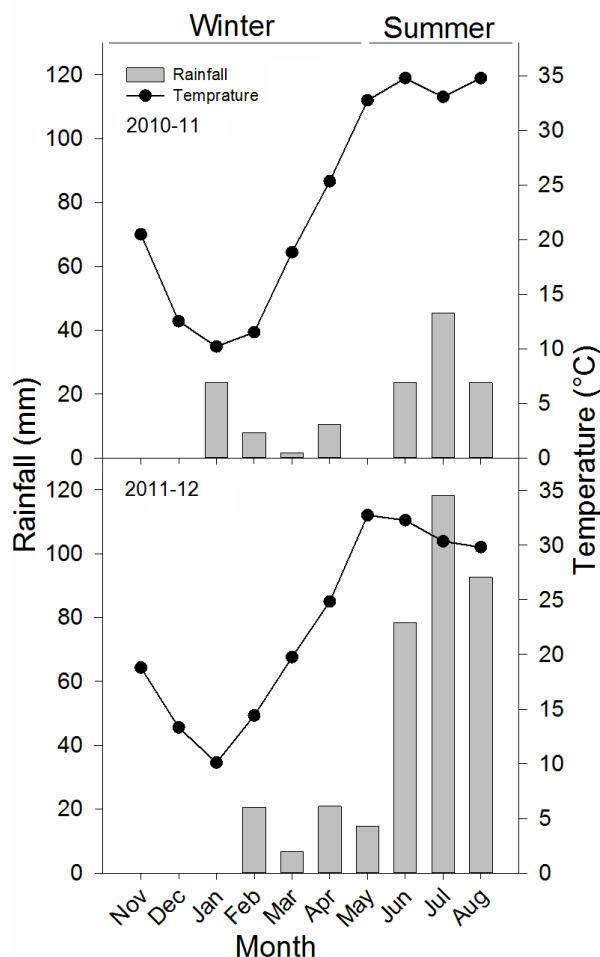 Winter Summer
Rainfall
Temprature
2010-11
120 35
100 30
80 25
60 20
40 15
20 10
0 5
0
2011-12
120 35
100 30
80 25
60 20
40 15
20 10
0 5
0
Rainfall (mm)
Temperature (°C)
Nov Dec Jan Feb Mar Apr May Jun Jul Aug
Month